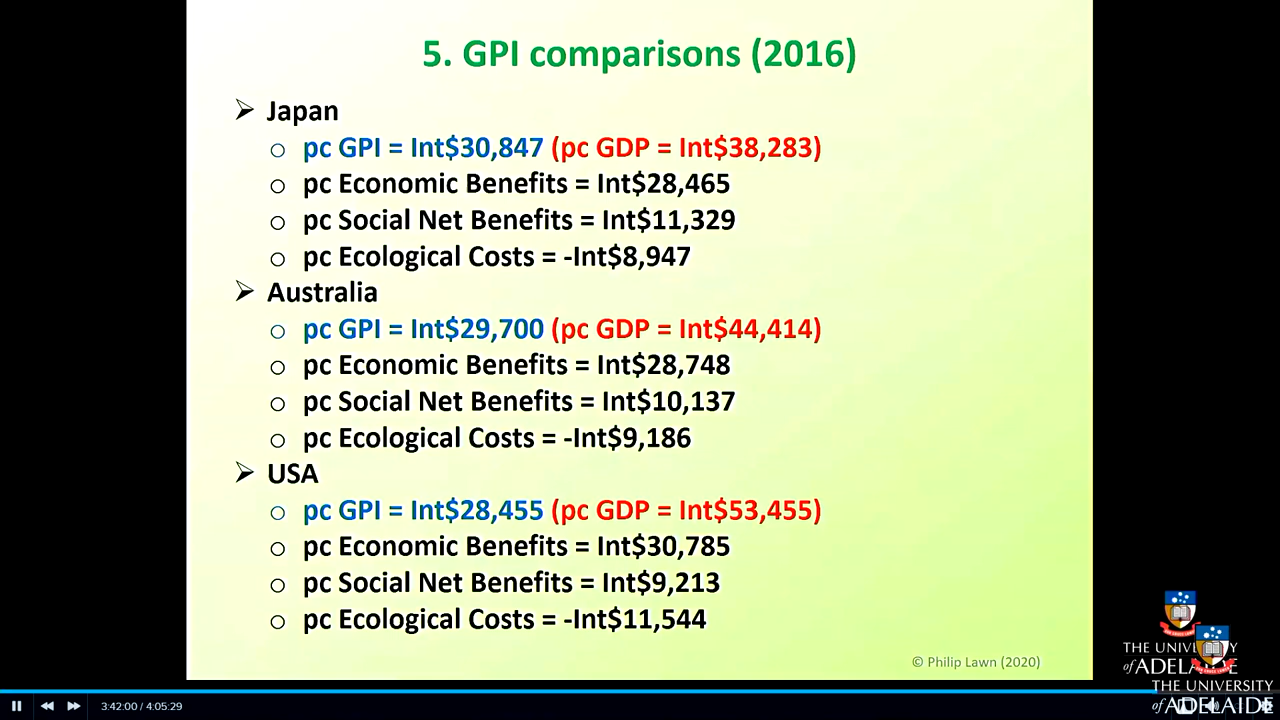 5. GPI comparisons (2016)
Japan
pc GPI = Int$30,847 (pc GDP = Int$38,283)
pc Economic Benefits = Int$28,465
pc Social Net Benefits = Int$11,329
pc Ecological Costs = -Int$8,947
Australia
pc GPI = Int$29,700 (pc GDP = Int$44,414)
pc Economic Benefits = Int$28,748
pc Social Net Benefits = Int$10,137
pc Ecological Costs = -Int$9,186
USA
pc GPI = Int$28,455 (pc GDP = Int$53,455)
pc Economic Benefits = Int$30,785
pc Social Net Benefits = Int$9,213
pc Ecological Costs = -Int$11,544
© Philip Lawn (2020)
THE UNIVERSITY
of ADELAIDE
THE UNIVERSITY
of ADELAIDE
3:42:00 / 4:05:29